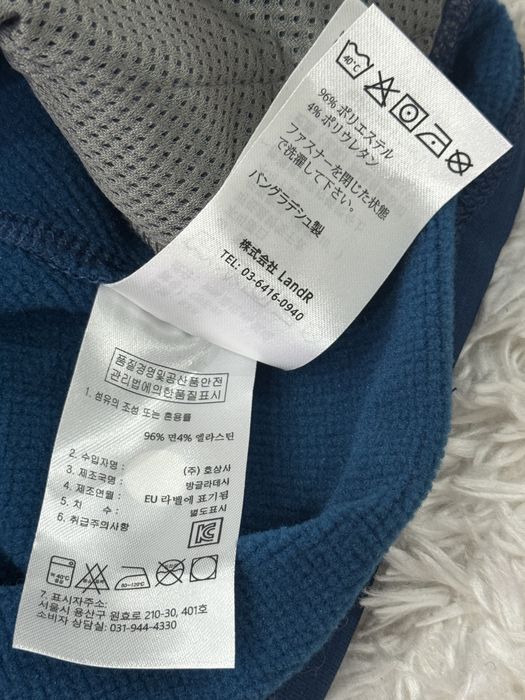 40°C
96% ポリエステル
4% ポリウレタン
ファスナーを閉じた状態
で洗濯して下さい。
バングラデシュ製
株式会社 LandR
TEL: 03-6416-0940
품질경영및공산품안전
관리법에의한품질표시
1. 섬유의 조성 또는 혼용률
96% 면4% 엘라스틴
2. 수입자명 : (주) 호상사
3. 제조국명 : 방글라데시
4. 제조연월 : EU 라벨에 표기됨
5. 치 수 : 별도표시
6. 취급주의사항
약 40°C
80~120°C
7. 표시자주소:
서울시 용산구 원효로 210-30, 401호
소비자 상담실: 031-944-4330